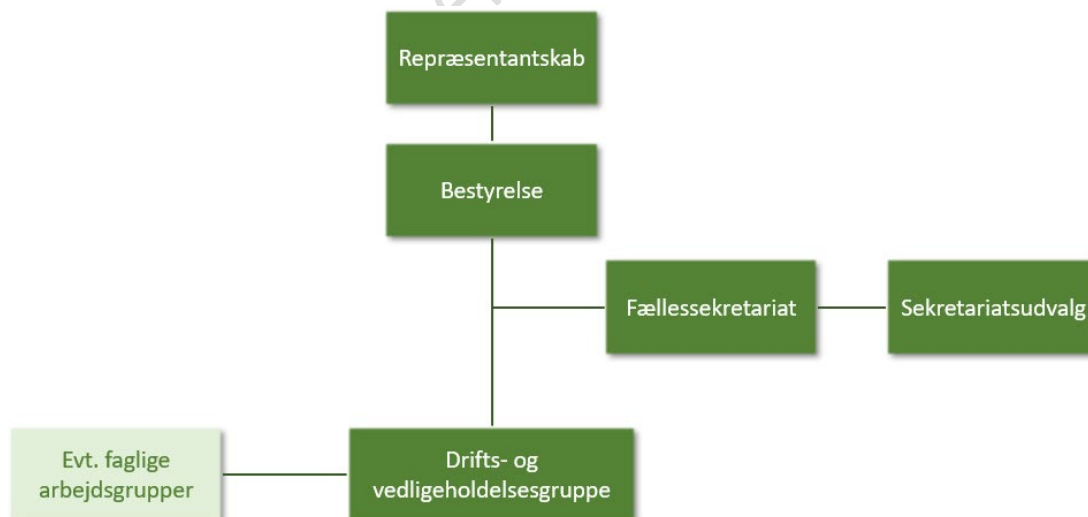 Repræsentantskab
Bestyrelse
Fællessekretariat
Sekretariatsudvalg
Evt. faglige
arbejdsgrupper
Drifts- og
vedligeholdelsesgruppe